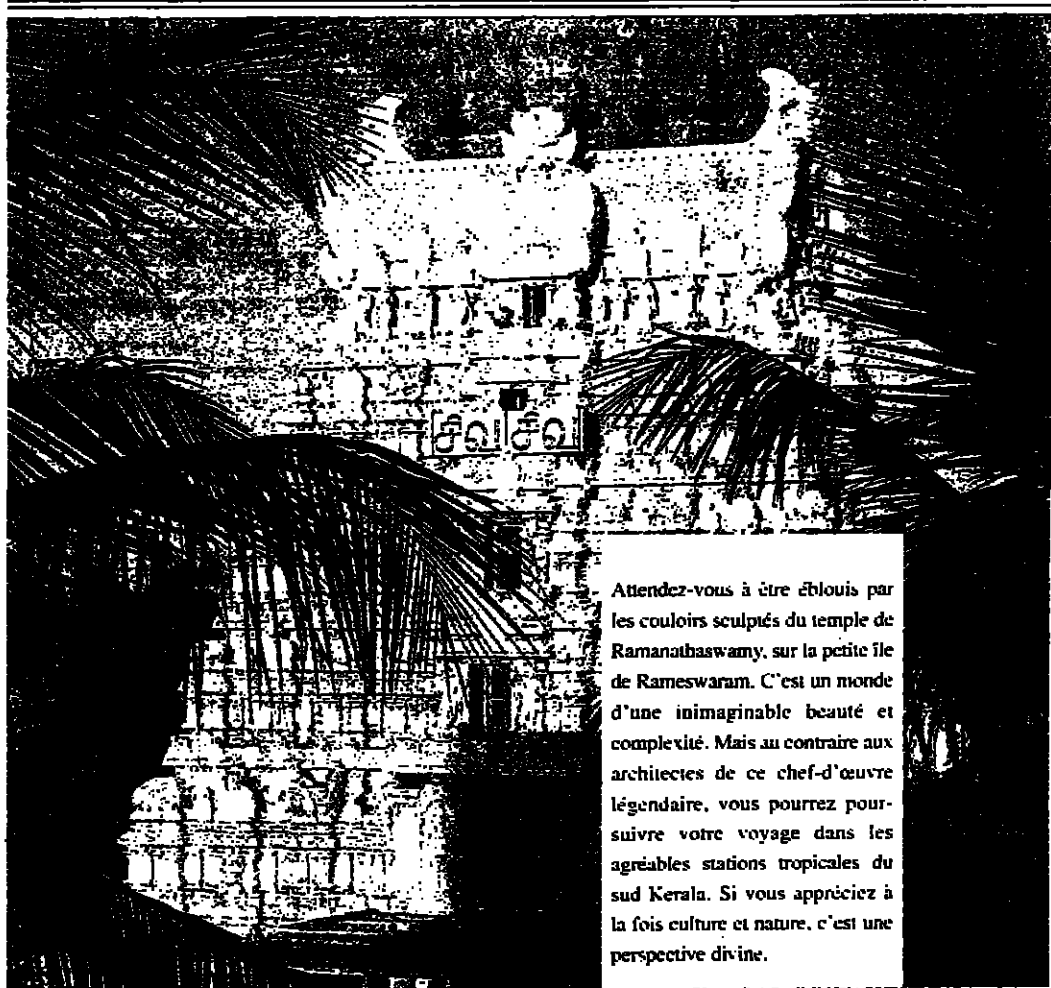 சிவ சிவ
Attendez-vous à être éblouis par
les couloirs sculptés du temple de
Ramanathaswamy, sur la petite île
de Rameswaram. C'est un monde
d'une inimaginable beauté et
complexité. Mais au contraire aux
architectes de ce chef-d'œuvre
légendaire, vous pourrez pour-
suivre votre voyage dans les
agréables stations tropicales du
sud Kerala. Si vous appréciez à
la fois culture et nature, c'est une
perspective divine.